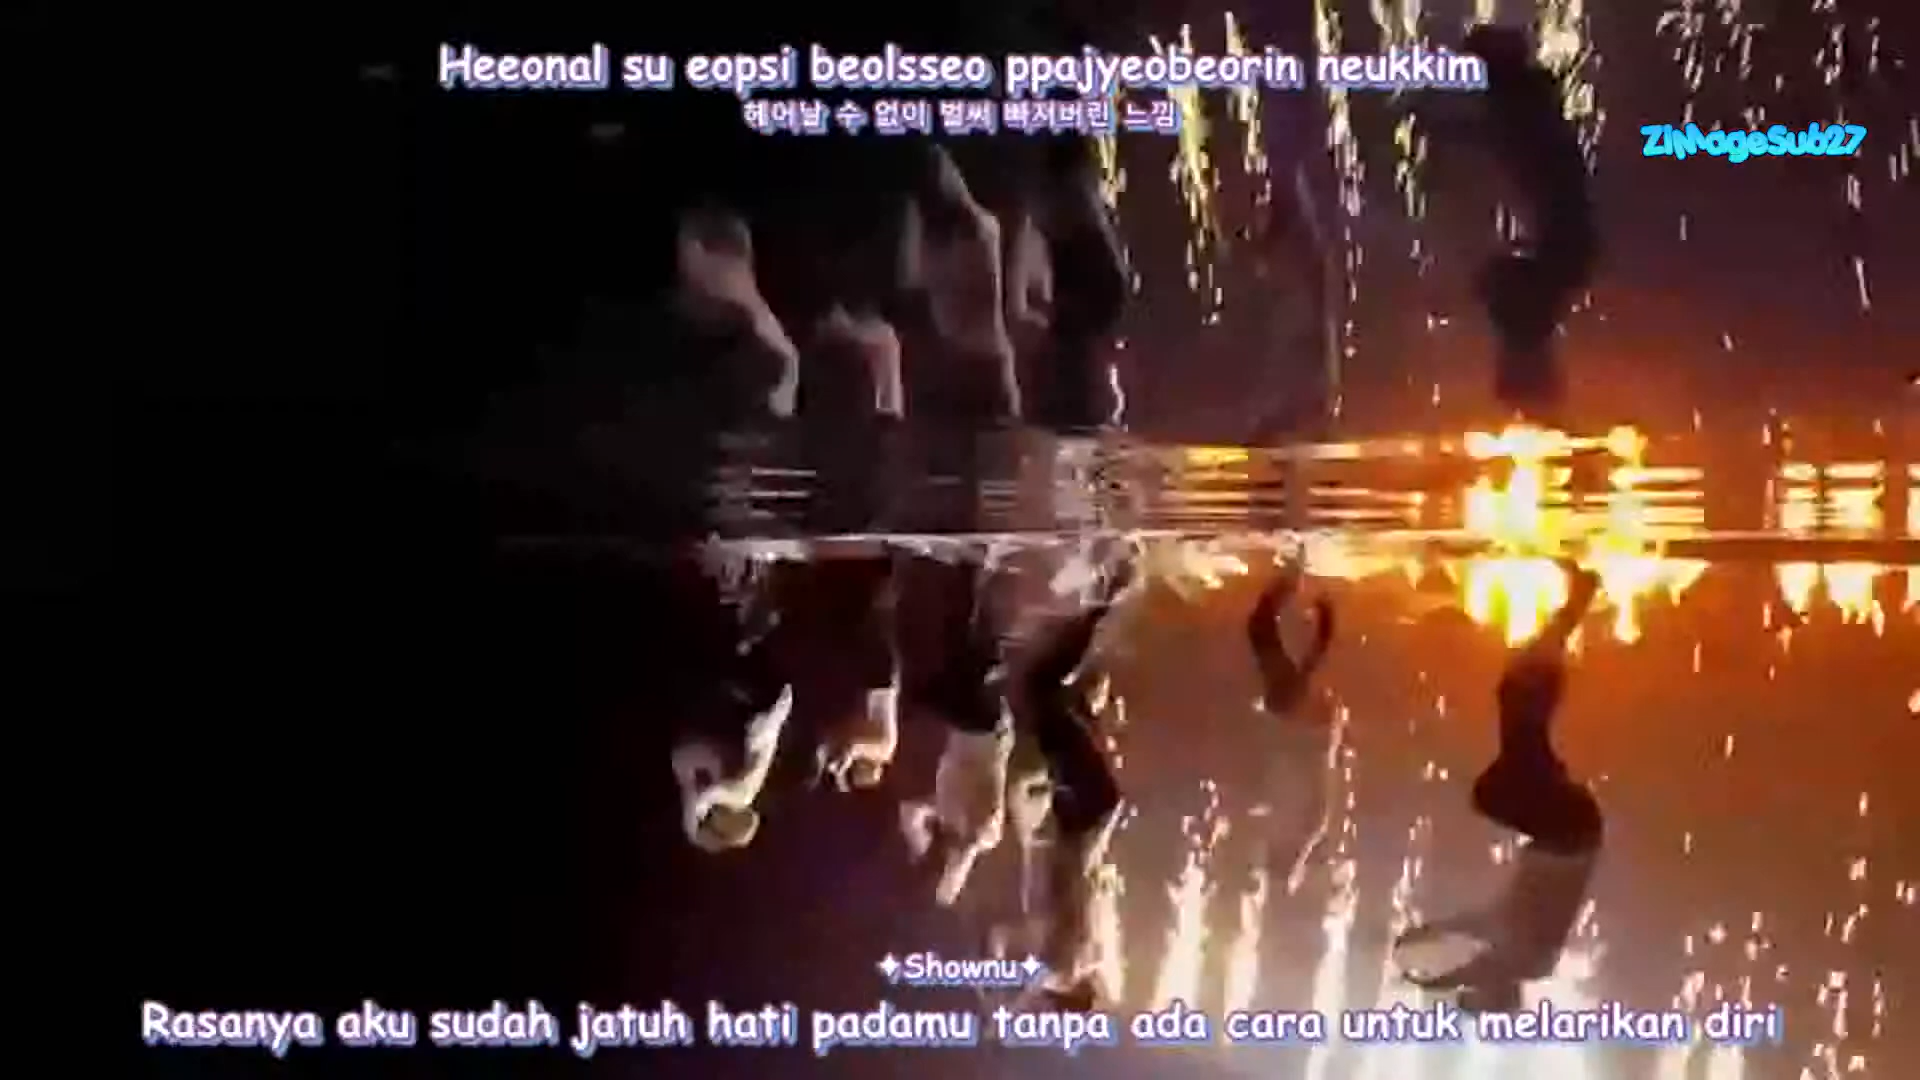 Heeonal su eopsi beolsseo ppajyeobeorin neukkim
헤어날 수 없이 벌써 빠져버린 느낌
ZiMageSub27
✦Shownu✦
Rasanya aku sudah jatuh hati padamu tanpa ada cara untuk melarikan diri